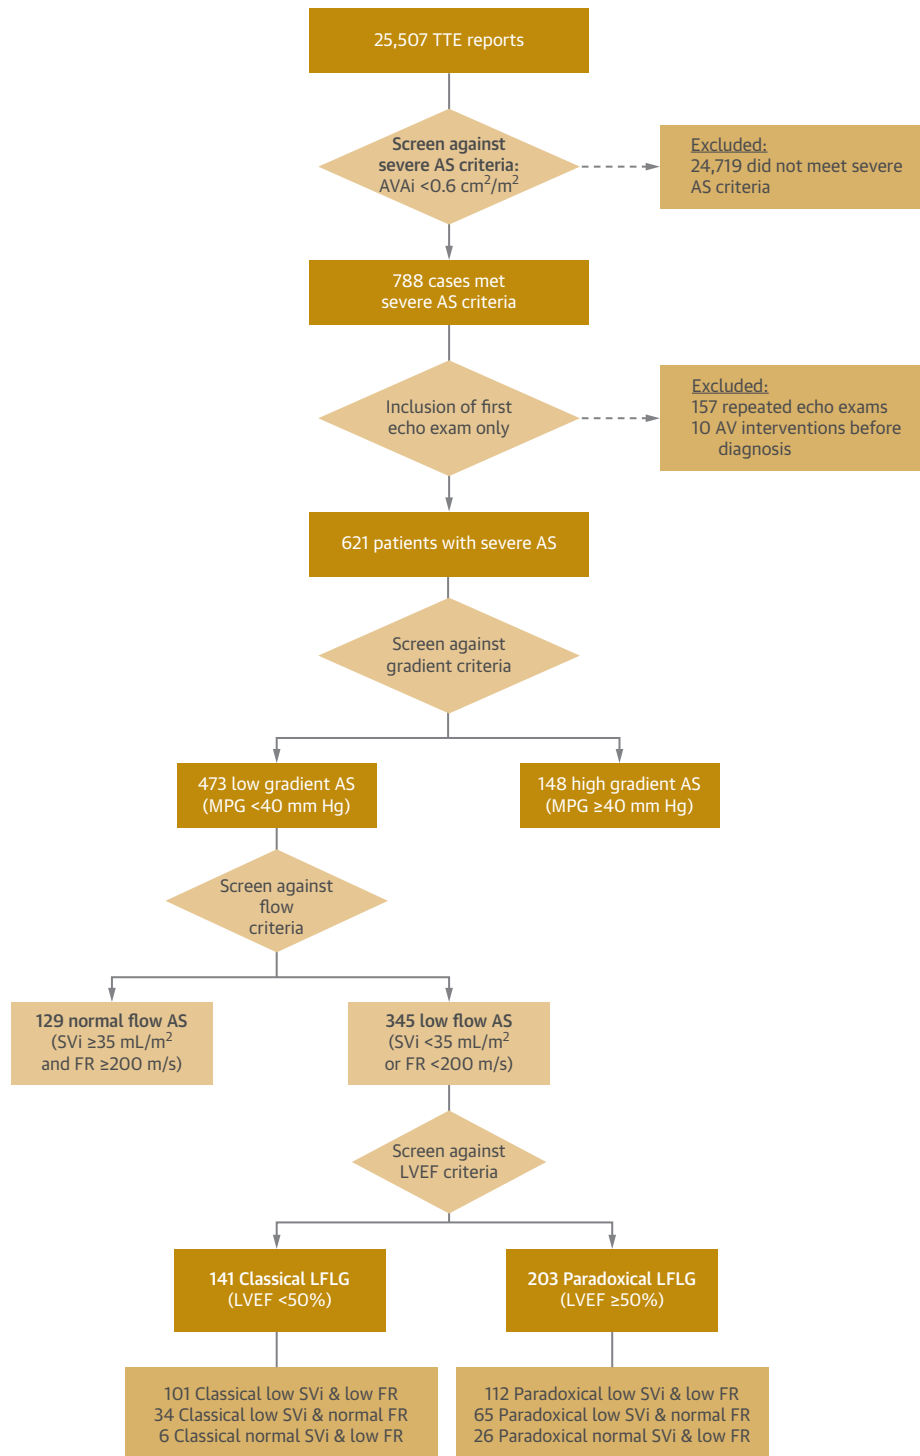 25,507 TTE reports
Screen against
severe AS criteria:
AVAi <0.6 cm²/m²
Excluded:
24,719 did not meet severe
AS criteria
788 cases met
severe AS criteria
Inclusion of first
echo exam only
Excluded:
157 repeated echo exams
10 AV interventions before
diagnosis
621 patients with severe AS
Screen against
gradient criteria
473 low gradient AS
(MPG <40 mm Hg)
148 high gradient AS
(MPG ≥40 mm Hg)
Screen against
flow
criteria
129 normal flow AS
(SVi ≥35 mL/m²
and FR ≥200 m/s)
345 low flow AS
(SVi <35 mL/m²
or FR <200 m/s)
Screen against
LVEF criteria
141 Classical LFLG
(LVEF <50%)
203 Paradoxical LFLG
(LVEF ≥50%)
101 Classical low SVi & low FR
34 Classical low SVi & normal FR
6 Classical normal SVi & low FR
112 Paradoxical low SVi & low FR
65 Paradoxical low SVi & normal FR
26 Paradoxical normal SVi & low FR